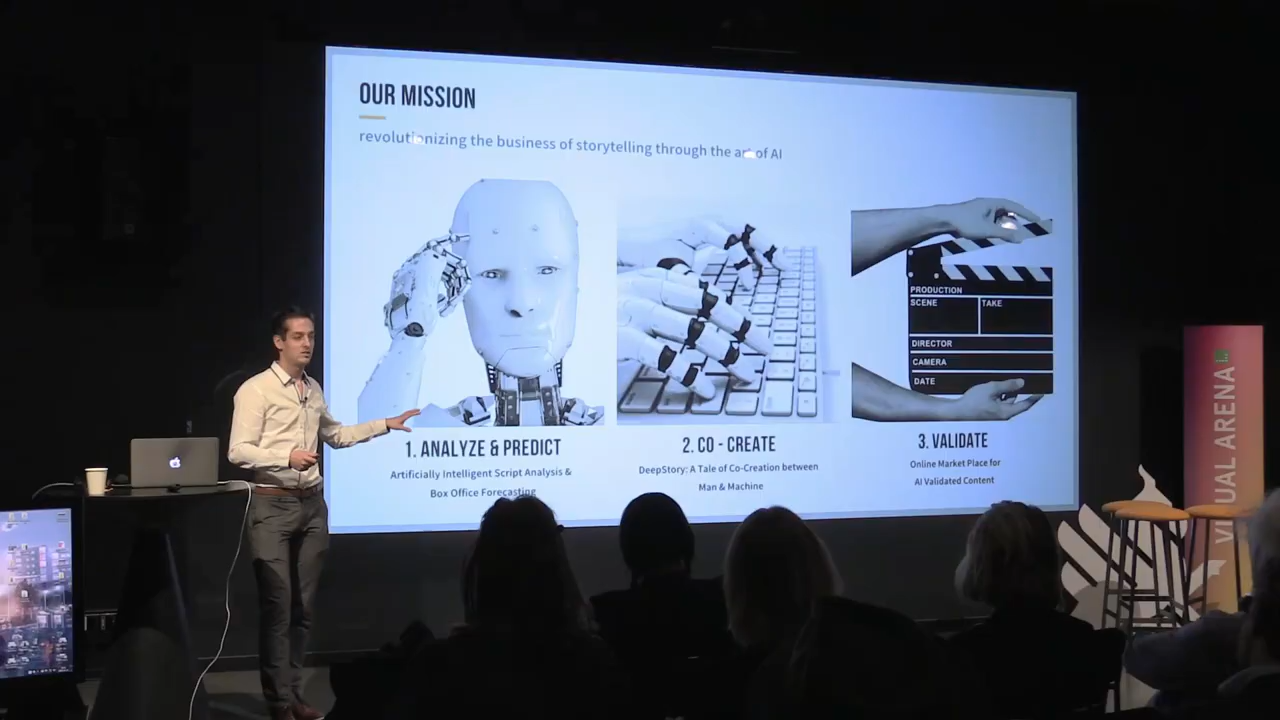 OUR MISSION
revolutionizing the business of storytelling through the art of AI
PRODUCTION
SCENE
TAKE
DIRECTOR
CAMERA
DATE
1. ANALYZE & PREDICT
Artificially Intelligent Script Analysis &
Box Office Forecasting
2. CO - CREATE
DeepStory: A Tale of Co-Creation between
Man & Machine
3. VALIDATE
Online Market Place for
AI Validated Content
VISUAL ARENA